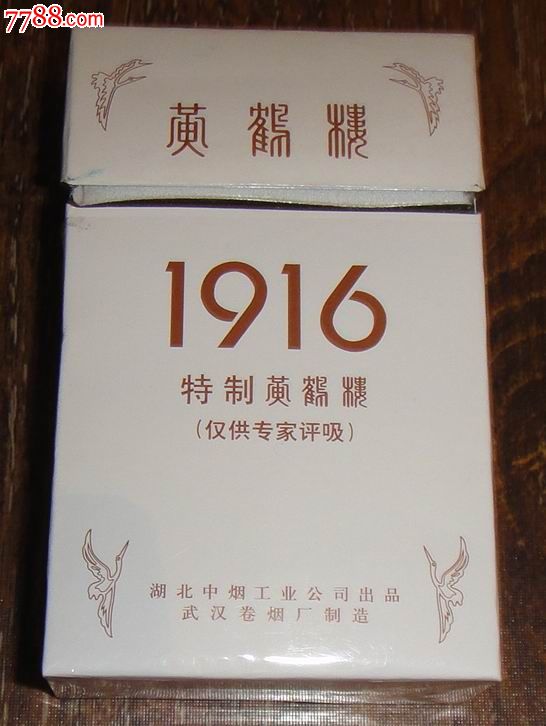 7788.com
黄鹤楼
1916
特制黄鹤楼
(仅供专家评吸)
湖北中烟工业公司出品
武汉卷烟厂制造